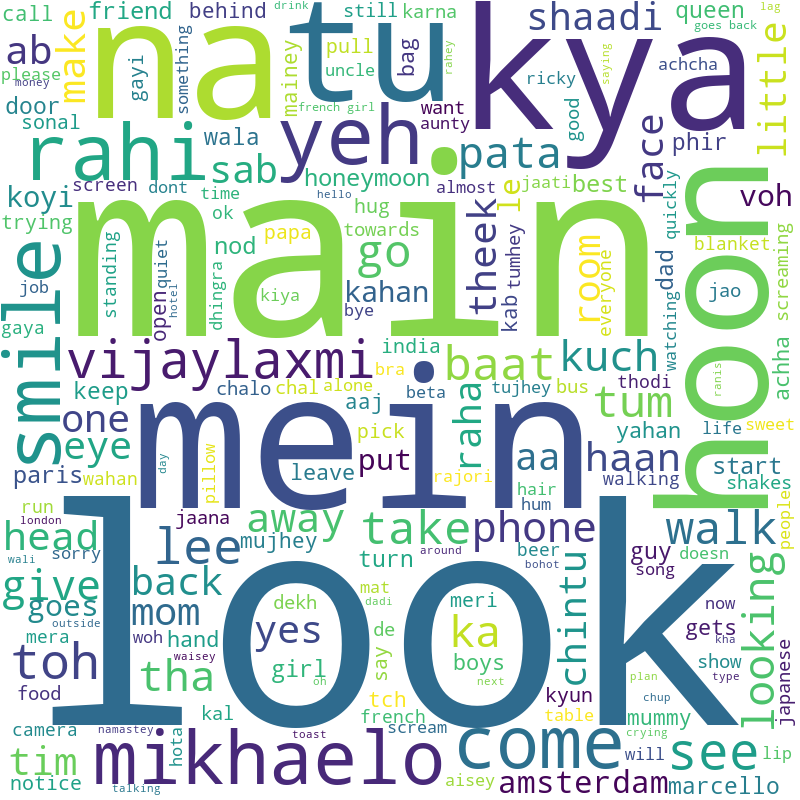 call friend behind drink still karna shaadi queen lag
ab make na tu kya goes back little
please money gayi something mainey pull uncle bag rahey ricky achcha saying
door sonal wala french girl want aunty good phir
rahi sab yeh pata face
koyi screen dont honeymoon almost jaati best voh
trying time hello le quickly
standing ok nod papa hug towards theek tumhey room everyone dad blanket screaming
main go hoon
job open quiet hotel dhingra kiya bye kahan kab watching jao
gaya smile india achha
vijaylaxmi baat kuch ranis
keep chalo chal alone bra beta tujhey bus thodi
one mein aaj raha tum life sweet
eye day pillow pick put aa yahan
paris wahan leave rajori hair haan walking start
run london jaana away take hum phone walk shakes people
head wali sorry lee mujhey turn around beer bohot guy song doesn
give back look mat chintu looking
goes outside mom dekh dadi meri now
mera woh hand yes ka gets kha
toh waisey girl say de boys kyun show type japanese
food tha oh tch next plan chup
kal french scream table mummy crying
camera namastey hota toast come will see lip
tim mikhaelo
notice talking aisey amsterdam marcello